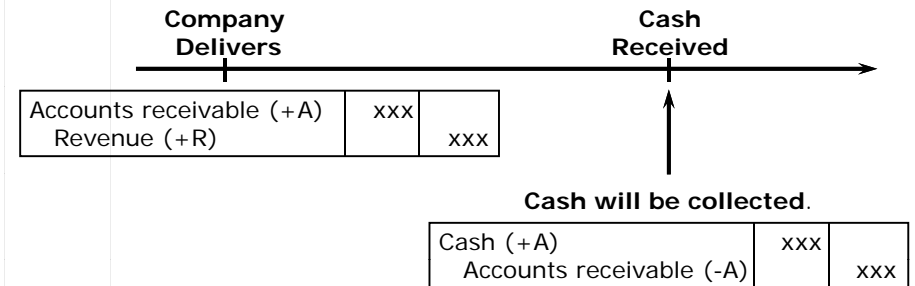 Company
Delivers
Cash
Received
Accounts receivable (+A) xxx
Revenue (+R) xxx
Cash will be collected.
Cash (+A) xxx
Accounts receivable (-A) xxx